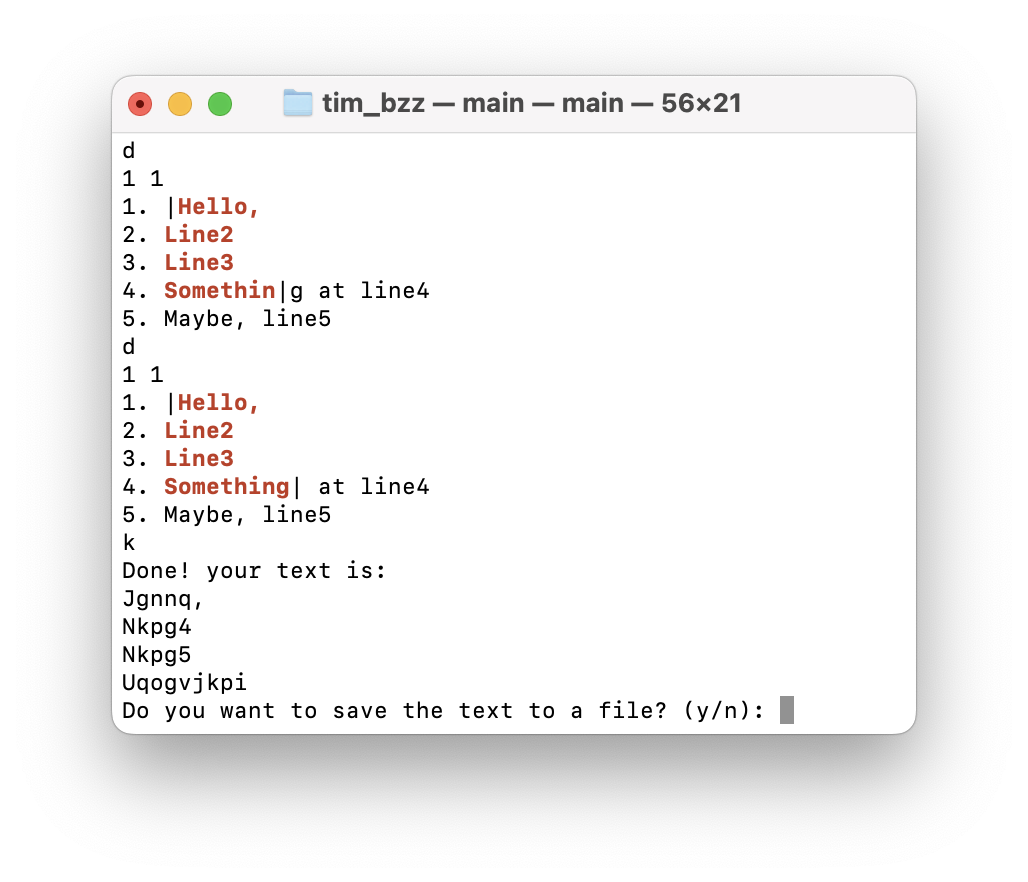 tim_bzz — main — main — 56×21
d
1 1
1. |Hello,
2. Line2
3. Line3
4. Somethin|g at line4
5. Maybe, line5
d
1 1
1. |Hello,
2. Line2
3. Line3
4. Something| at line4
5. Maybe, line5
k
Done! your text is:
Jgnnq,
Nkpg4
Nkpg5
Uqogvjkpi
Do you want to save the text to a file? (y/n):